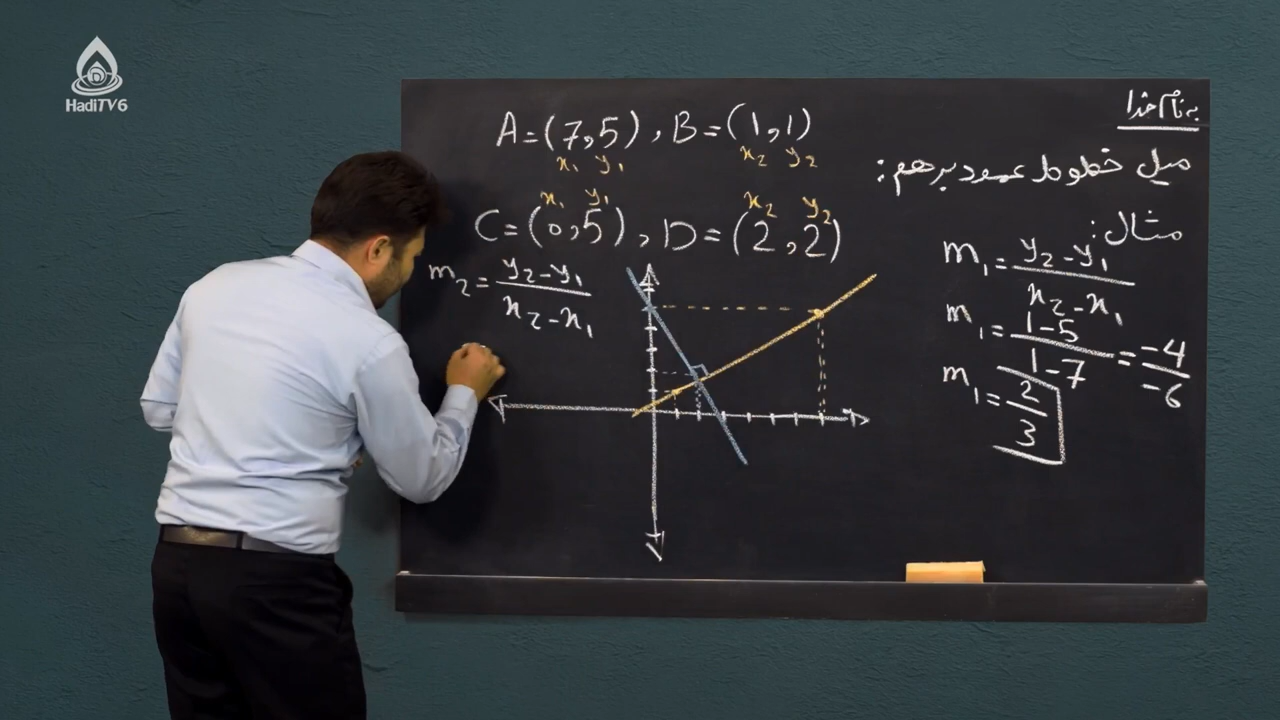 HadiTV6
به نام خدا
میل خطوط عمود برهم:
مثال:
A=(7,5), B=(1,1)
x₁ y₁ x₂ y₂
x₁ y₁ x₂ y₂
C=(0,5), D=(2,2)
m₂=y₂-y₁/x₂-x₁
m₁=y₂-y₁/x₂-x₁
m₁=1-5/1-7=-4/-6
m₁=2/3